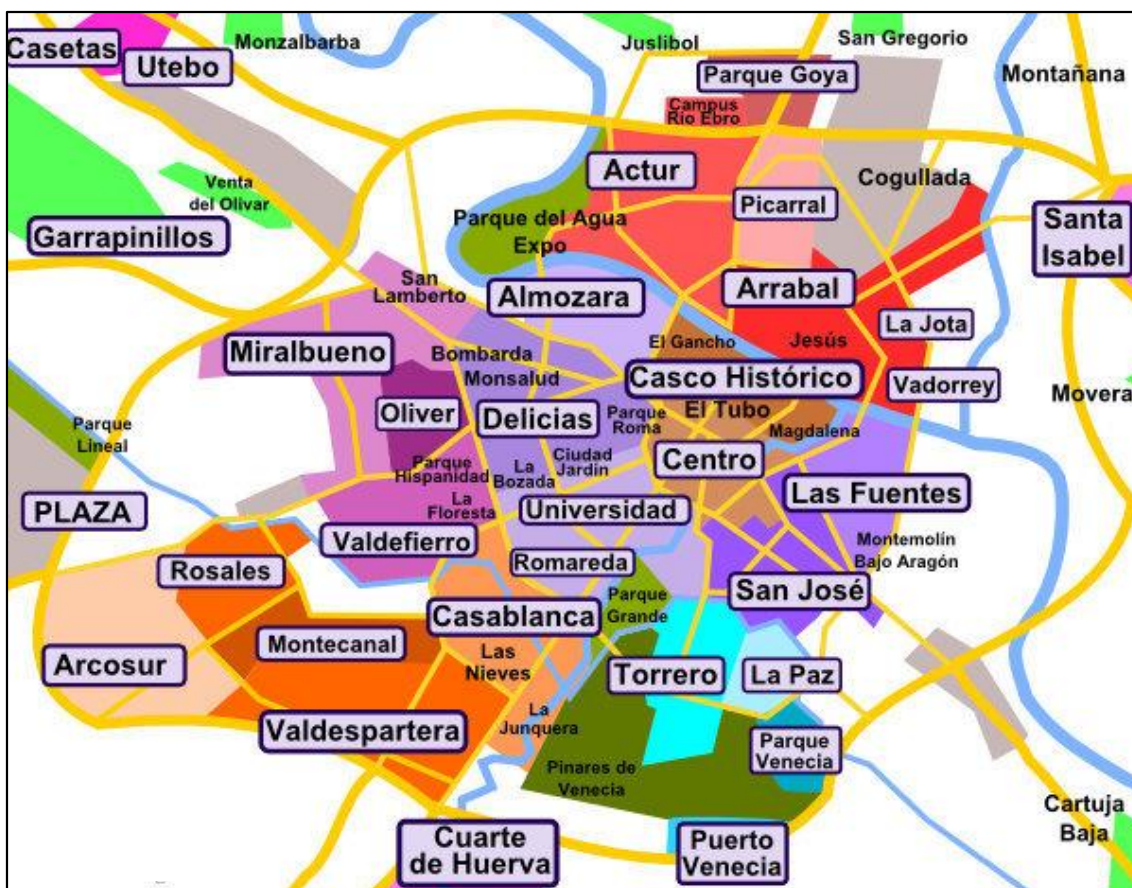 Casetas
Utebo
Monzalbarba
Juslibol
San Gregorio
Parque Goya
Montañana
Campus
Rio Ebro
Actur
Venta
del Olivar
Garrapinillos
Parque del Agua
Expo
Picarral
Cogullada
Santa
Isabel
San
Lamberto
Almozara
Arrabal
La Jota
Miralbueno
Bombarda
Monsalud
El Gancho
Jesús
Casco Histórico
Vadorrey
Movera
Parque
Lineal
Oliver
Delicias
Parque
Roma
El Tubo
Magdalena
Parque
Hispanidad
La
Bozada
Ciudad
Jardin
Centro
Las Fuentes
PLAZA
La
Floresta
Universidad
Valdefierro
Montemolín
Bajo Aragón
Rosales
Romareda
San José
Parque
Grande
Casablanca
Montecanal
Las
Nieves
Arcosur
Torrero
La Paz
Valdespartera
La
Junquera
Parque
Venecia
Pinares de
Venecia
Cartuja
Baja
Cuarte
de Huerva
Puerto
Venecia